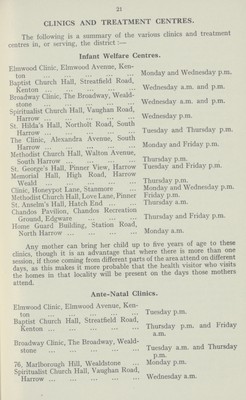 21
CLINICS AND TREATMENT CENTRES.
The following is a summary of the various clinics and treatment
centres in, or serving, the district :—
Infant Welfare Centres.
Elmwood Clinic, Elmwood Avenue, Ken-
ton ... ... ... ... ... Monday and Wednesday p.m.
Baptist Church Hall, Streatfield Road,
Kenton ... ... ... ... ... Wednesday a.m. and p.m.
Broadway Clinic, The Broadway, Weald-
stone ... ... ... ... ... Wednesday a.m. and p.m.
Spiritualist Church Hall, Vaughan Road,
Harrow ... ... ... ... ... Wednesday p.m.
St. Hilda's Hall, Northolt Road, South
Harrow ... ... ... ... ... Tuesday and Thursday p.m.
The Clinic, Alexandra Avenue, South
Harrow ... ... ... ... ... Monday and Friday p.m.
Methodist Church Hall, Walton Avenue,
South Harrow ... ... ... ... Thursday p.m.
St. George's Hall, Pinner View, Harrow Tuesday and Friday p.m.
Memorial Hall, High Road, Harrow
Weald ... ... ... ... ... Thursday p.m.
Clinic, Honeypot Lane, Stanmore ... Monday and Wednesday p.m.
Methodist Church Hall, Love Lane, Pinner Friday p.m.
St. Anselm's Hall, Hatch End ... ... Thursday a.m.
Chandos Pavilion, Chandos Recreation
Ground, Edgware ... ... ... Thursday and Friday p.m.
Home Guard Building, Station Road,
North Harrow ... ... ... ... Monday a.m.
Any mother can bring her child up to five years of age to these
clinics, though it is an advantage that where there is more than one
session, if those coming from different parts of the area attend on different
days, as this makes it more probable that the health visitor who visits
the homes in that locality will be present on the days those mothers
attend.
Ante-Natal Clinics.
Elmwood Clinic, Elmwood Avenue, Ken-
ton ... ... ... ... ... Tuesday p.m.
Baptist Church Hall, Streatfield Road,
Kenton ... ... ... ... ... Thursday p.m. and Friday
a.m.
Broadway Clinic, The Broadway, Weald-
stone ... ... ... ... ... Tuesday a.m. and Thursday
p.m.
76, Marlborough Hill, Wealdstone ... Monday p.m.
Spiritualist Church Hall, Vaughan Road,
Harrow ... ... ... ... ... Wednesday a.m.